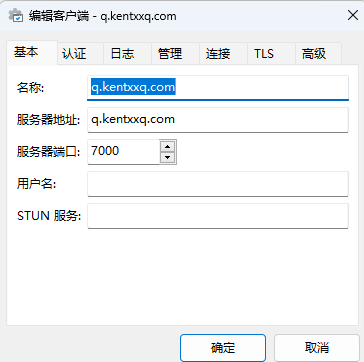 编辑客户端 - q.kentxxq.com
基本 认证 日志 管理 连接 TLS 高级
名称: q.kentxxq.com
服务器地址: q.kentxxq.com
服务器端口: 7000
用户名:
STUN 服务:
确定 取消